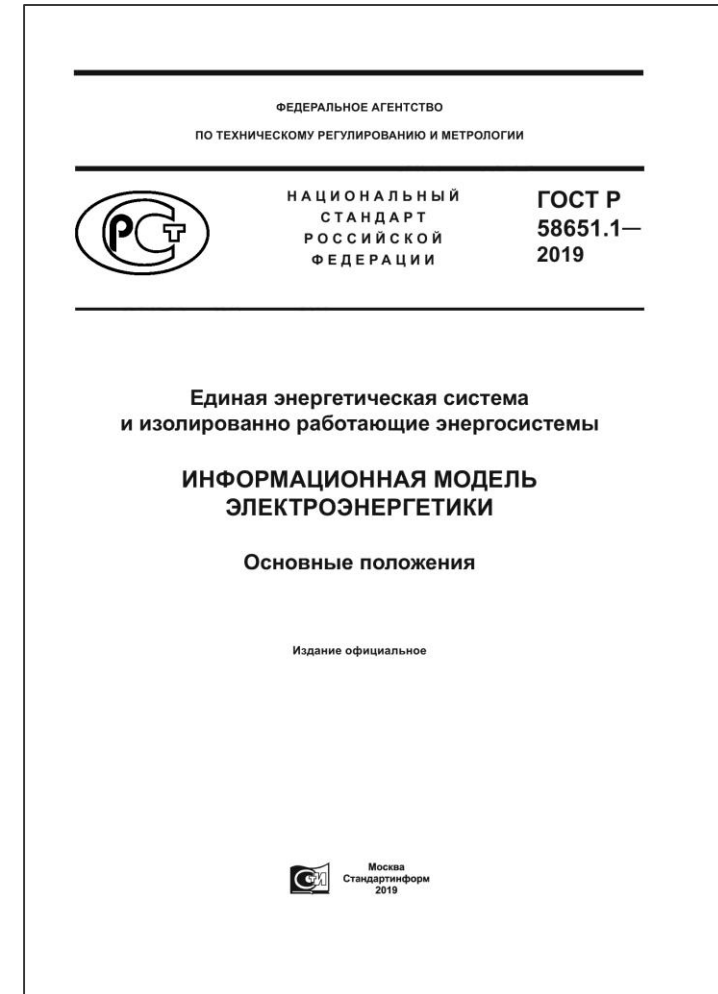 ФЕДЕРАЛЬНОЕ АГЕНТСТВО
ПО ТЕХНИЧЕСКОМУ РЕГУЛИРОВАНИЮ И МЕТРОЛОГИИ
РСТ
НАЦИОНАЛЬНЫЙ
СТАНДАРТ
РОССИЙСКОЙ
ФЕДЕРАЦИИ
ГОСТ Р
58651.1—
2019
Единая энергетическая система
и изолированно работающие энергосистемы
ИНФОРМАЦИОННАЯ МОДЕЛЬ
ЭЛЕКТРОЭНЕРГЕТИКИ
Основные положения
Издание официальное
Москва
Стандартинформ
2019